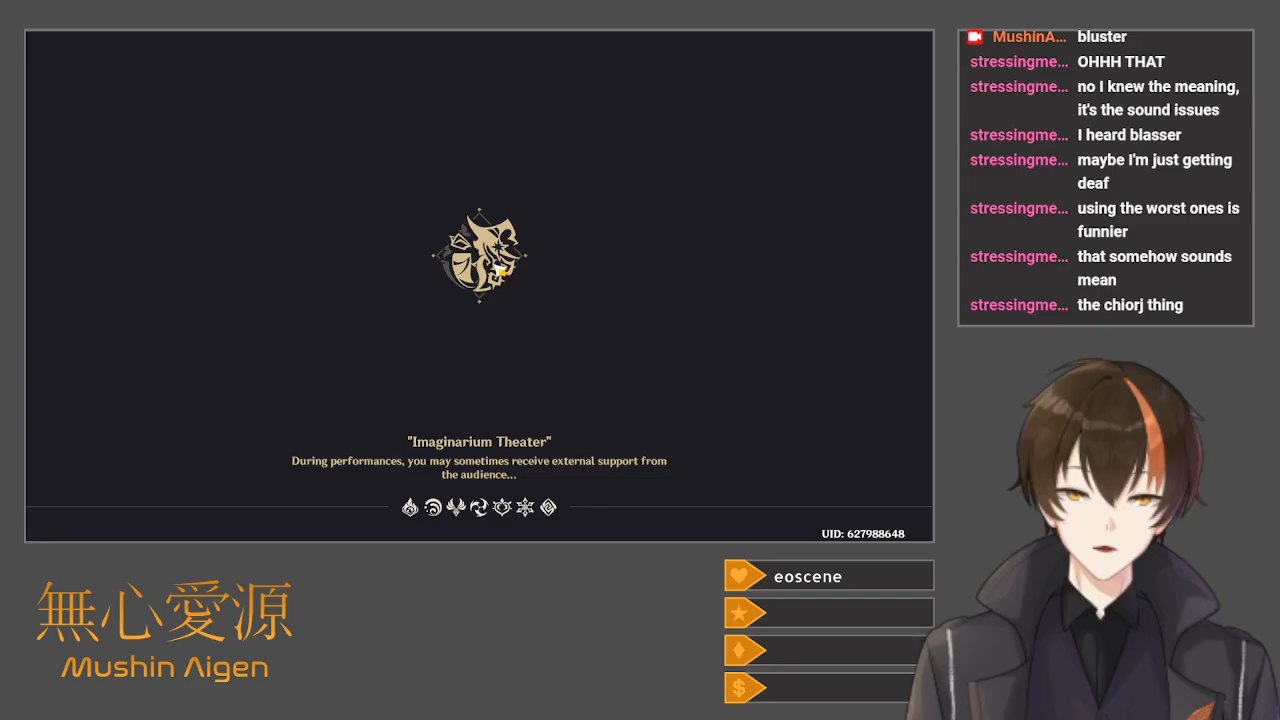 MushinA... bluster
stressingme... OHHH THAT
stressingme... no I knew the meaning,
it's the sound issues
stressingme... I heard blasser
stressingme... maybe I'm just getting
deaf
stressingme... using the worst ones is
funnier
stressingme... that somehow sounds
mean
stressingme... the chiorj thing
"Imaginarium Theater"
During performances, you may sometimes receive external support from
the audience...
UID: 627988648
eoscene
無心愛源
Mushin Aigen